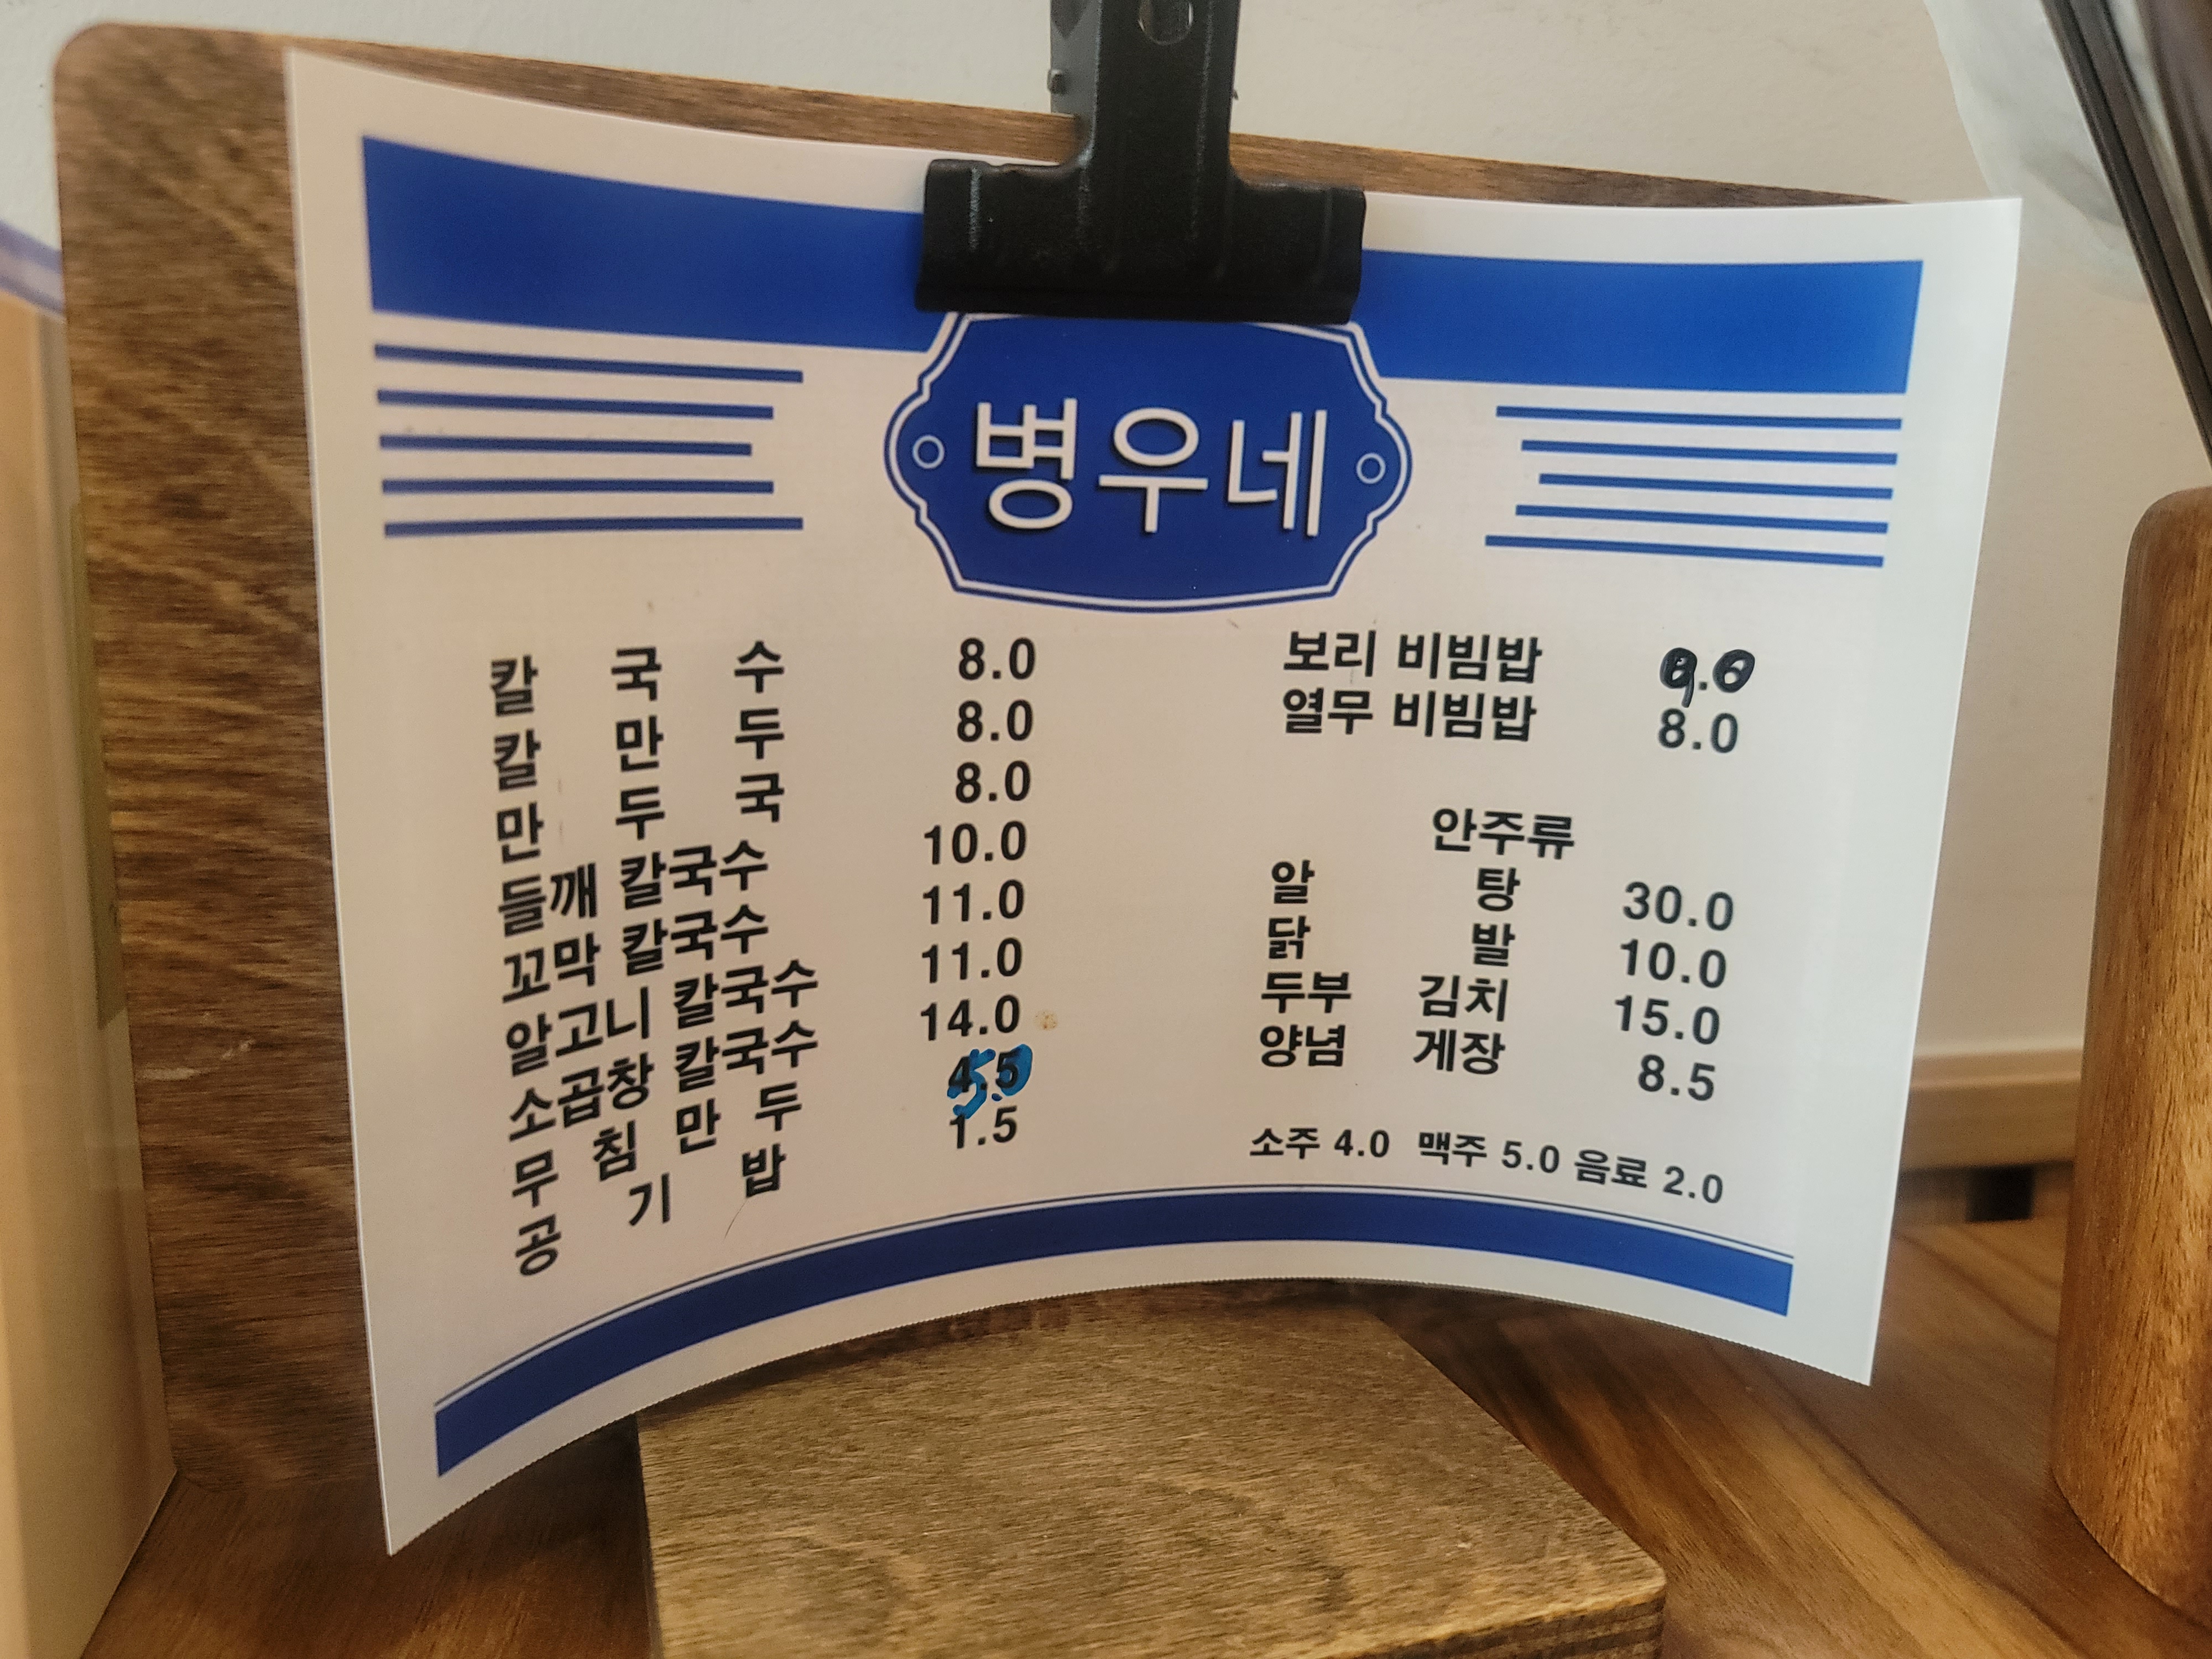 병우네
칼 국 수 8.0
칼 만 두 8.0
만 두 국 8.0
들깨 칼국수 10.0
꼬막 칼국수 11.0
알고니 칼국수 11.0
소곱창 칼국수 14.0
무 침 만 두 5.0
공 기 밥 1.5
보리 비빔밥 9.0
열무 비빔밥 8.0
안주류
알 탕 30.0
닭 발 10.0
두부 김치 15.0
양념 게장 8.5
소주 4.0 맥주 5.0 음료 2.0